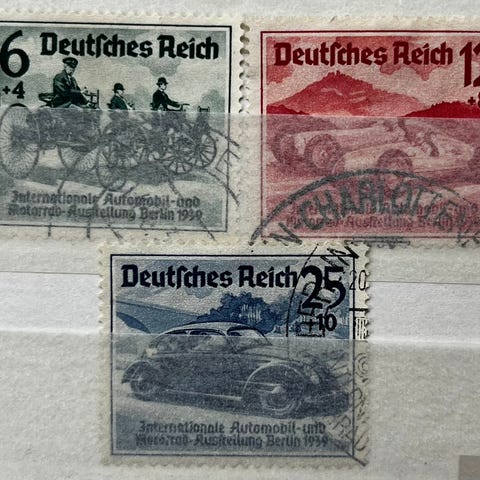 6 Deutsches Reich
+4
Internationale Automobil-und
Motorrad-Ausstellung Berlin 1939
Deutsches Reich 12
CHARLOTTEN
Deutsches Reich 25
+10
20
Internationale Automobil-und
Motorrad-Ausstellung Berlin 1939